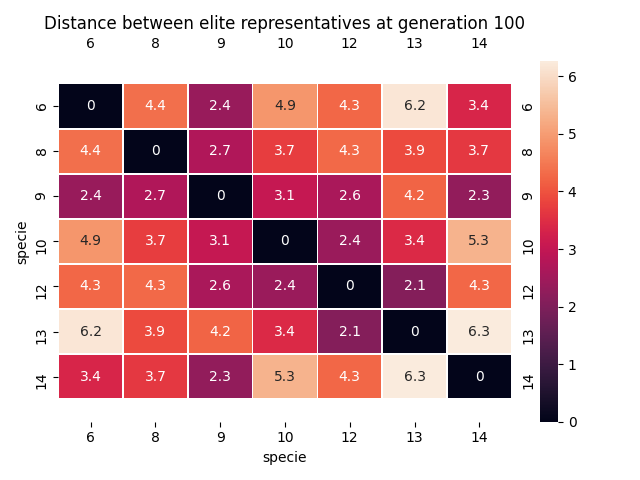 Distance between elite representatives at generation 100
6 8 9 10 12 13 14
6 0 4.4 2.4 4.9 4.3 6.2 3.4 6
8 4.4 0 2.7 3.7 4.3 3.9 3.7 8
9 2.4 2.7 0 3.1 2.6 4.2 2.3 9
10 4.9 3.7 3.1 0 2.4 3.4 5.3 10
12 4.3 4.3 2.6 2.4 0 2.1 4.3 12
13 6.2 3.9 4.2 3.4 2.1 0 6.3 13
14 3.4 3.7 2.3 5.3 4.3 6.3 0 14
6 8 9 10 12 13 14
specie
specie
6
5
4
3
2
1
0